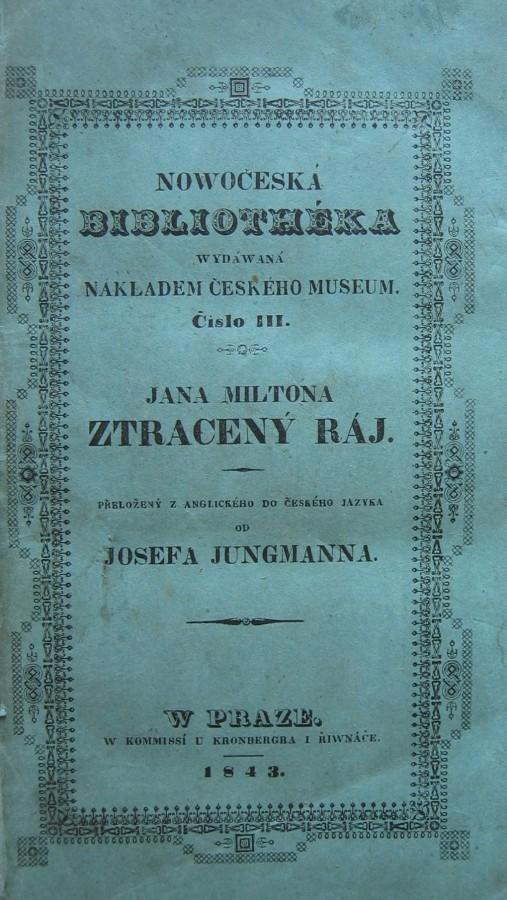 NOWOČESKÁ
BIBLIOTHÉKA
WYDÁWANÁ
NÁKLADEM ČESKÉHO MUSEUM.
Číslo III.
JANA MILTONA
ZTRACENÝ RÁJ.
PŘELOŽENÝ Z ANGLICKÉHO DO ČESKÉHO JAZYKA
OD
JOSEFA JUNGMANNA.
W PRAZE.
W KOMMISSÍ U KRONBERGRA I ŘIWNÁČE.
1843.